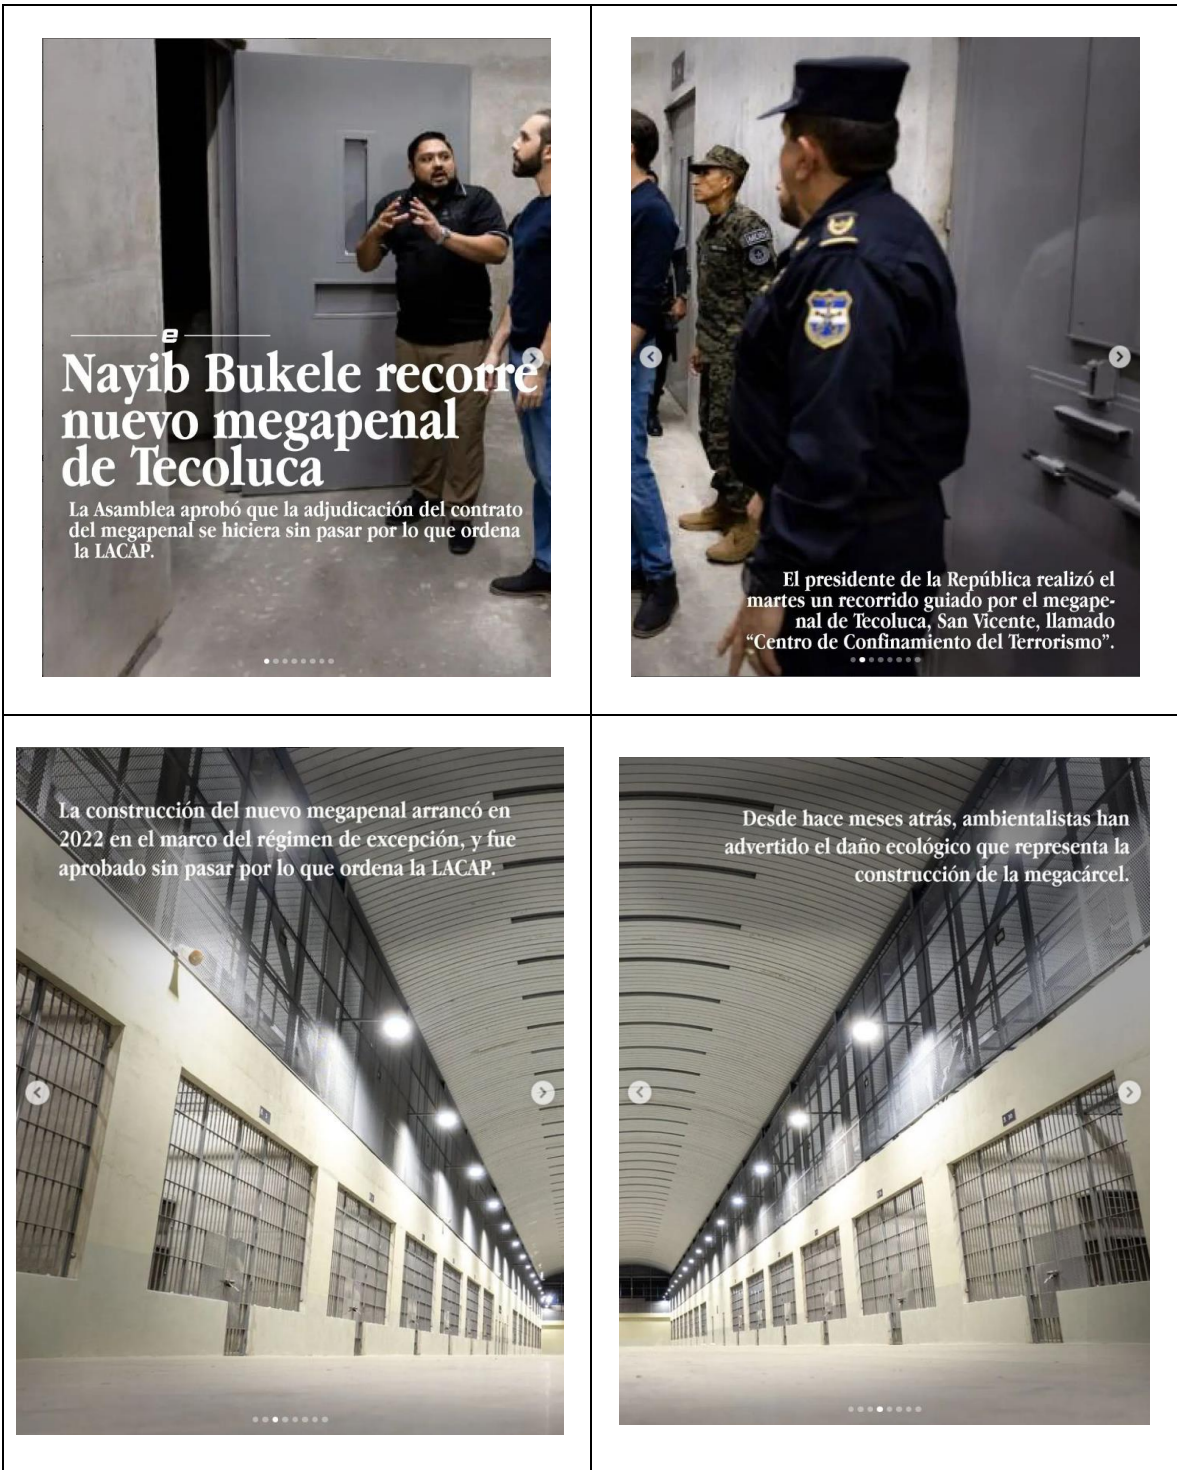 e
Nayib Bukele recorre
nuevo megapenal
de Tecoluca
La Asamblea aprobó que la adjudicación del contrato
del megapenal se hiciera sin pasar por lo que ordena
la LACAP.
El presidente de la República realizó el
martes un recorrido guiado por el megape-
nal de Tecoluca, San Vicente, llamado
“Centro de Confinamiento del Terrorismo”.
La construcción del nuevo megapenal arrancó en
2022 en el marco del régimen de excepción, y fue
aprobado sin pasar por lo que ordena la LACAP.
Desde hace meses atrás, ambientalistas han
advertido el daño ecológico que representa la
construcción de la megacárcel.